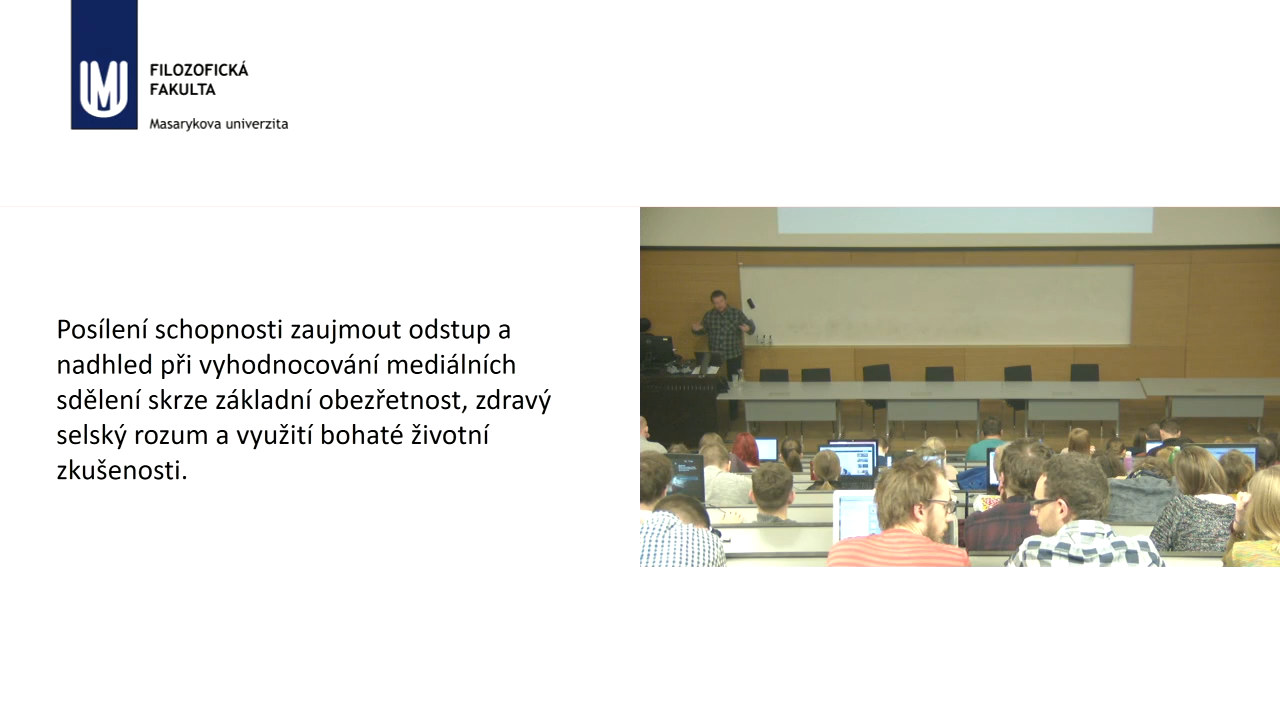 FILOZOFICKÁ
FAKULTA
Masarykova univerzita
Posílení schopnosti zaujmout odstup a
nadhled při vyhodnocování mediálních
sdělení skrze základní obezřetnost, zdravý
selský rozum a využití bohaté životní
zkušenosti.